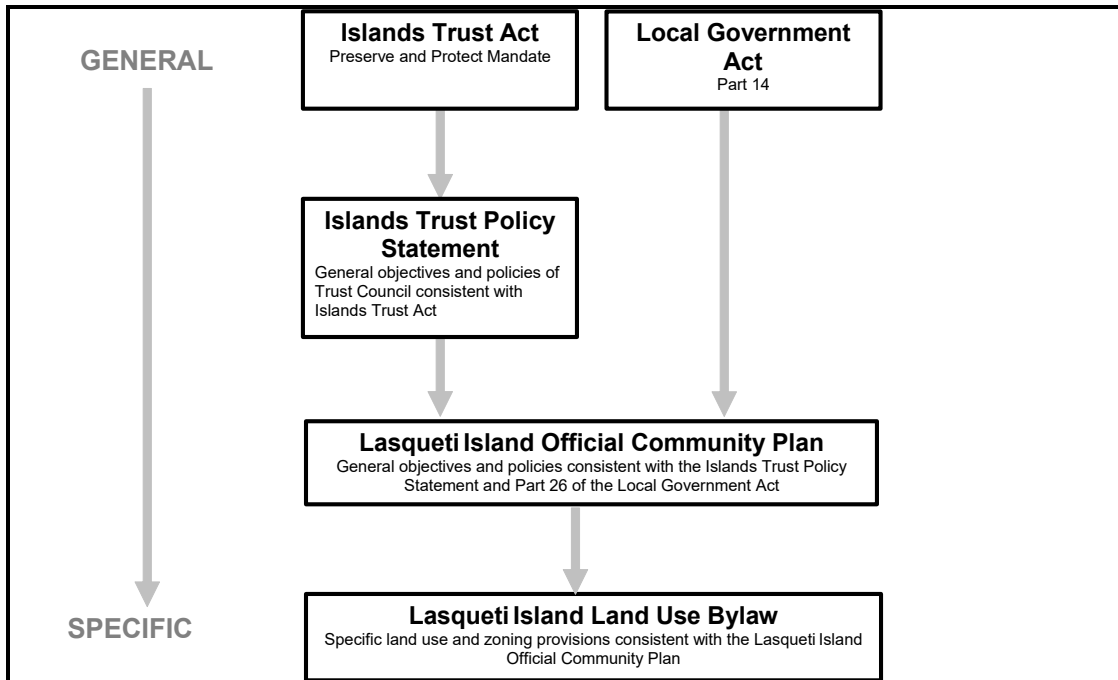 GENERAL
Islands Trust Act
Preserve and Protect Mandate
Local Government
Act
Part 14
Islands Trust Policy
Statement
General objectives and policies of
Trust Council consistent with
Islands Trust Act
Lasqueti Island Official Community Plan
General objectives and policies consistent with the Islands Trust Policy
Statement and Part 26 of the Local Government Act
SPECIFIC
Lasqueti Island Land Use Bylaw
Specific land use and zoning provisions consistent with the Lasqueti Island
Official Community Plan